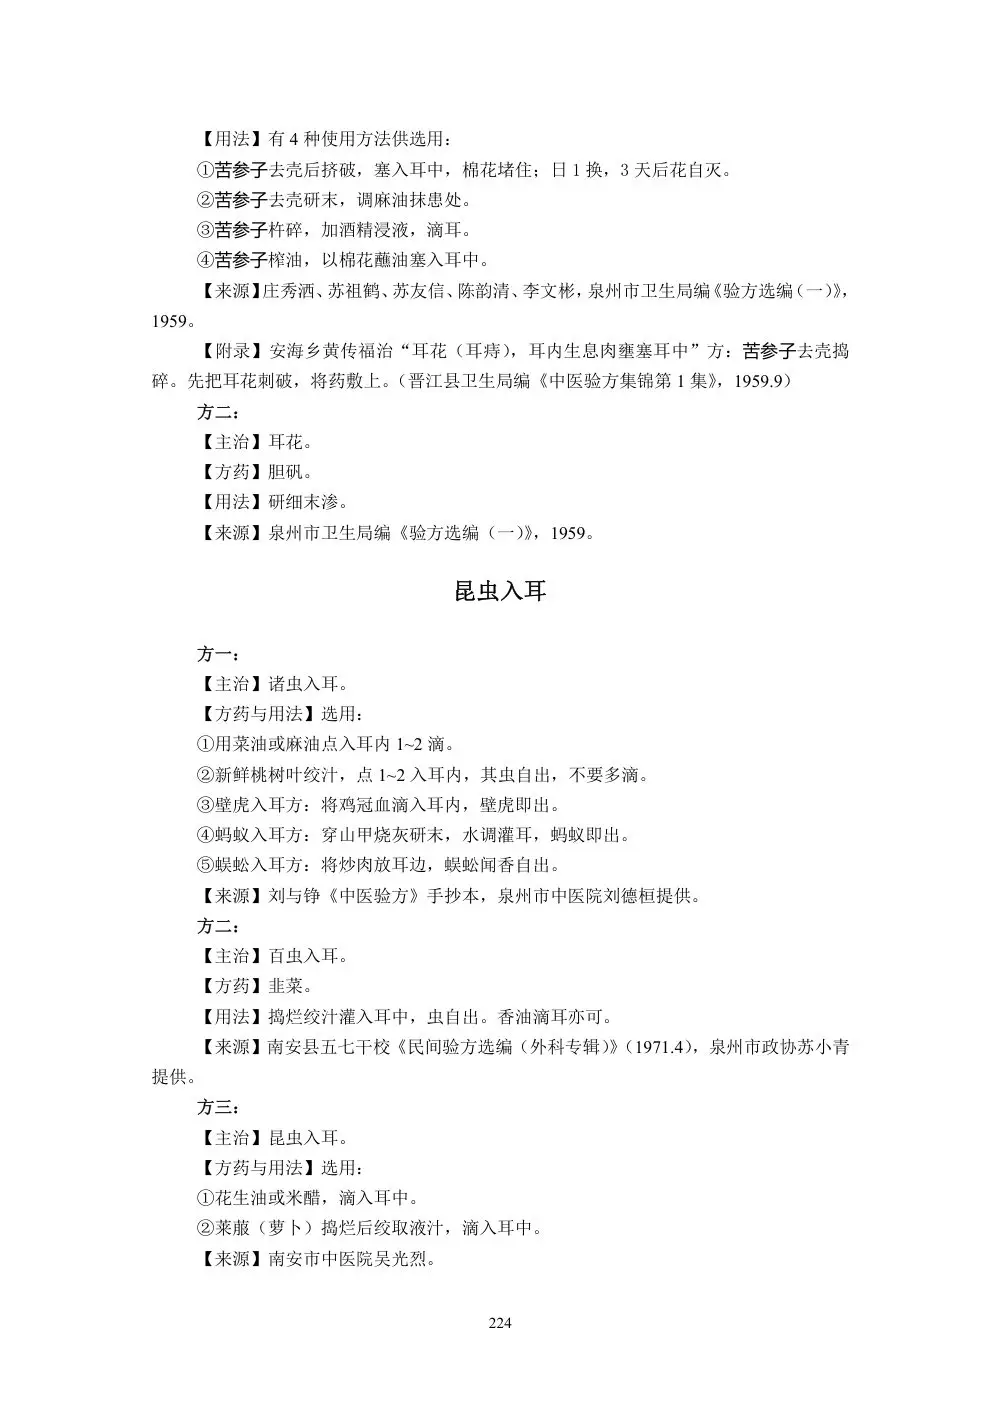 【用法】有 4 种使用方法供选用：
①苦参子去壳后挤破，塞入耳中，棉花堵住；日 1 换，3 天后花自灭。
②苦参子去壳研末，调麻油抹患处。
③苦参子杵碎，加酒精浸液，滴耳。
④苦参子榨油，以棉花蘸油塞入耳中。
【来源】庄秀洒、苏祖鹤、苏友信、陈韵清、李文彬，泉州市卫生局编《验方选编（一）》，
1959。
【附录】安海乡黄传福治“耳花（耳痔），耳内生息肉壅塞耳中”方：苦参子去壳捣
碎。先把耳花刺破，将药敷上。（晋江县卫生局编《中医验方集锦第 1 集》，1959.9）
方二：
【主治】耳花。
【方药】胆矾。
【用法】研细末渗。
【来源】泉州市卫生局编《验方选编（一）》，1959。
昆虫入耳
方一：
【主治】诸虫入耳。
【方药与用法】选用：
①用菜油或麻油点入耳内 1~2 滴。
②新鲜桃树叶绞汁，点 1~2 入耳内，其虫自出，不要多滴。
③壁虎入耳方：将鸡冠血滴入耳内，壁虎即出。
④蚂蚁入耳方：穿山甲烧灰研末，水调灌耳，蚂蚁即出。
⑤蜈蚣入耳方：将炒肉放耳边，蜈蚣闻香自出。
【来源】刘与铮《中医验方》手抄本，泉州市中医院刘德桓提供。
方二：
【主治】百虫入耳。
【方药】韭菜。
【用法】捣烂绞汁灌入耳中，虫自出。香油滴耳亦可。
【来源】南安县五七干校《民间验方选编（外科专辑）》（1971.4），泉州市政协苏小青
提供。
方三：
【主治】昆虫入耳。
【方药与用法】选用：
①花生油或米醋，滴入耳中。
②莱菔（萝卜）捣烂后绞取液汁，滴入耳中。
【来源】南安市中医院吴光烈。
224